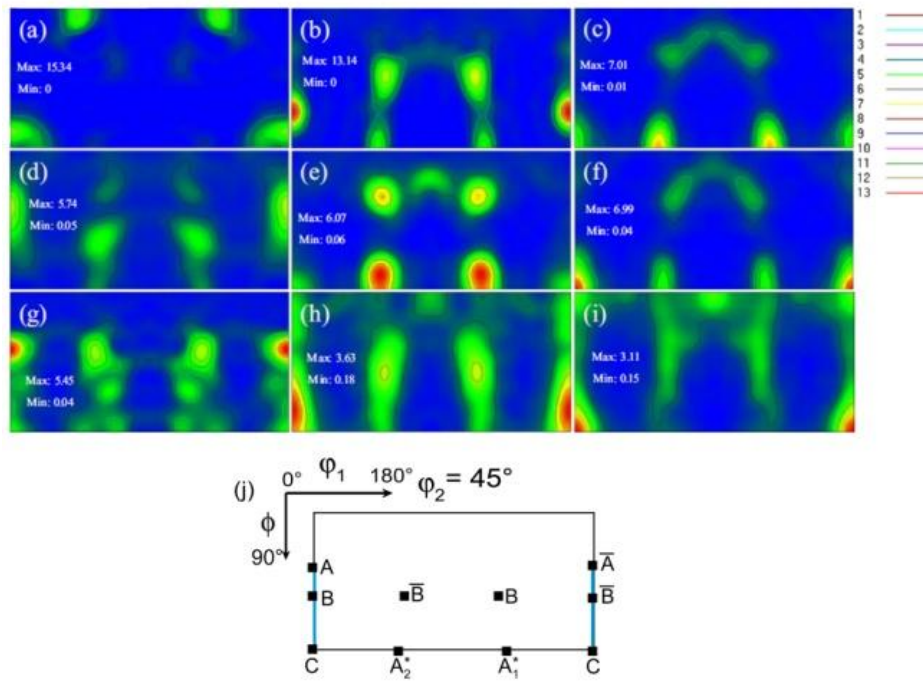 (a)
Max: 15.34
Min: 0
(b)
Max: 13.14
Min: 0
(c)
Max: 7.01
Min: 0.01
(d)
Max: 5.74
Min: 0.05
(e)
Max: 6.07
Min: 0.06
(f)
Max: 6.99
Min: 0.04
(g)
Max: 5.45
Min: 0.04
(h)
Max: 3.63
Min: 0.18
(i)
Max: 3.11
Min: 0.15
1
2
3
4
5
6
7
8
9
10
11
12
13
(j)
0° φ₁ 180° φ₂ = 45°
ϕ
90°
A A̅
B B̅ B B̅
C A₂* A₁* C